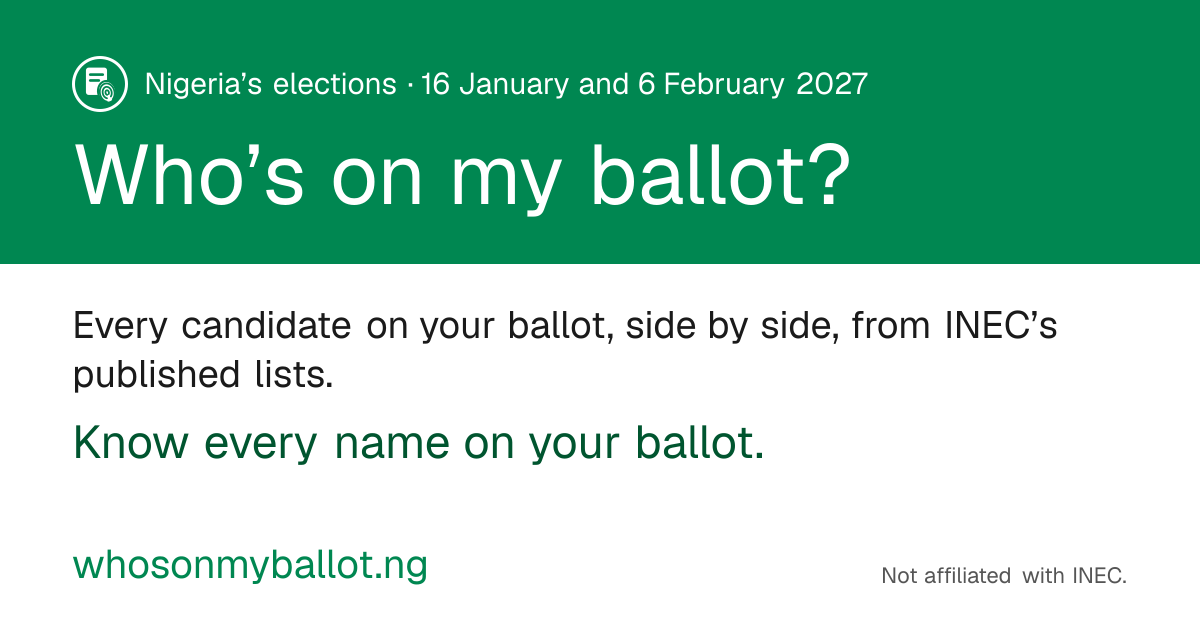 Nigeria’s elections · 16 January and 6 February 2027
Who’s on my ballot?
Every candidate on your ballot, side by side, from INEC’s
published lists.
Know every name on your ballot.
whosonmyballot.ng
Not affiliated with INEC.